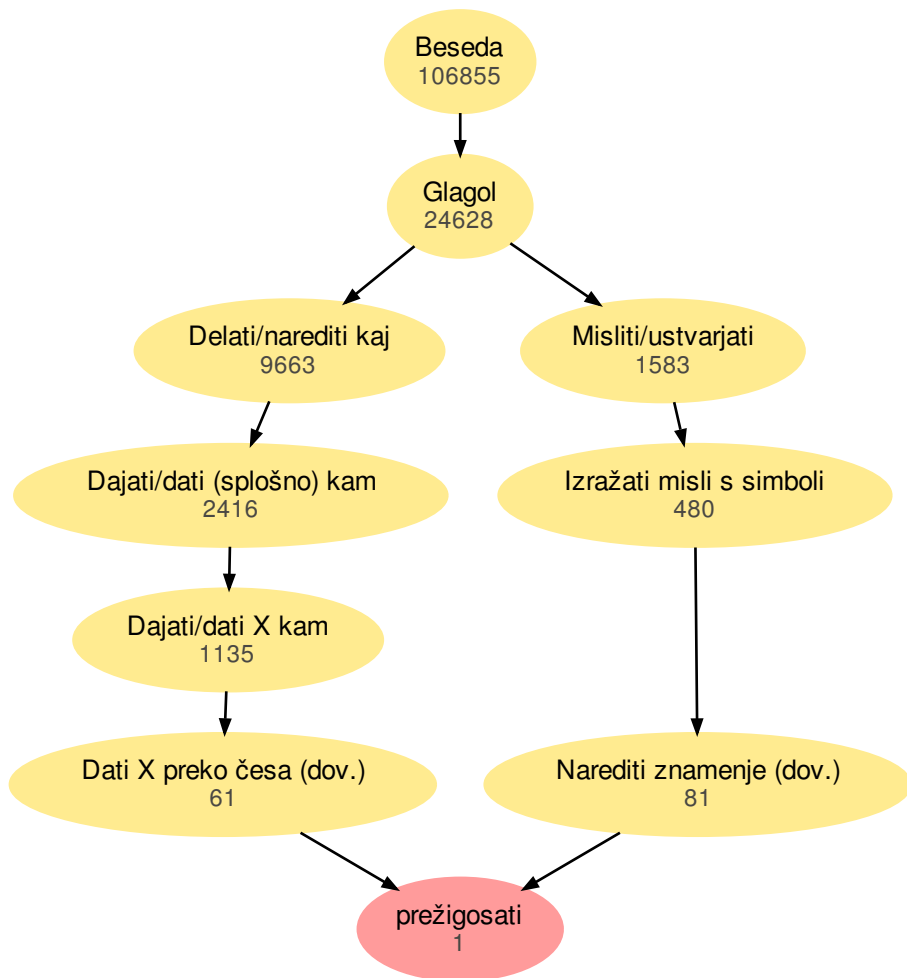 Beseda
106855
Glagol
24628
Delati/narediti kaj
9663
Misliti/ustvarjati
1583
Dajati/dati (splošno) kam
2416
Izražati misli s simboli
480
Dajati/dati X kam
1135
Dati X preko česa (dov.)
61
Narediti znamenje (dov.)
81
prežigosati
1